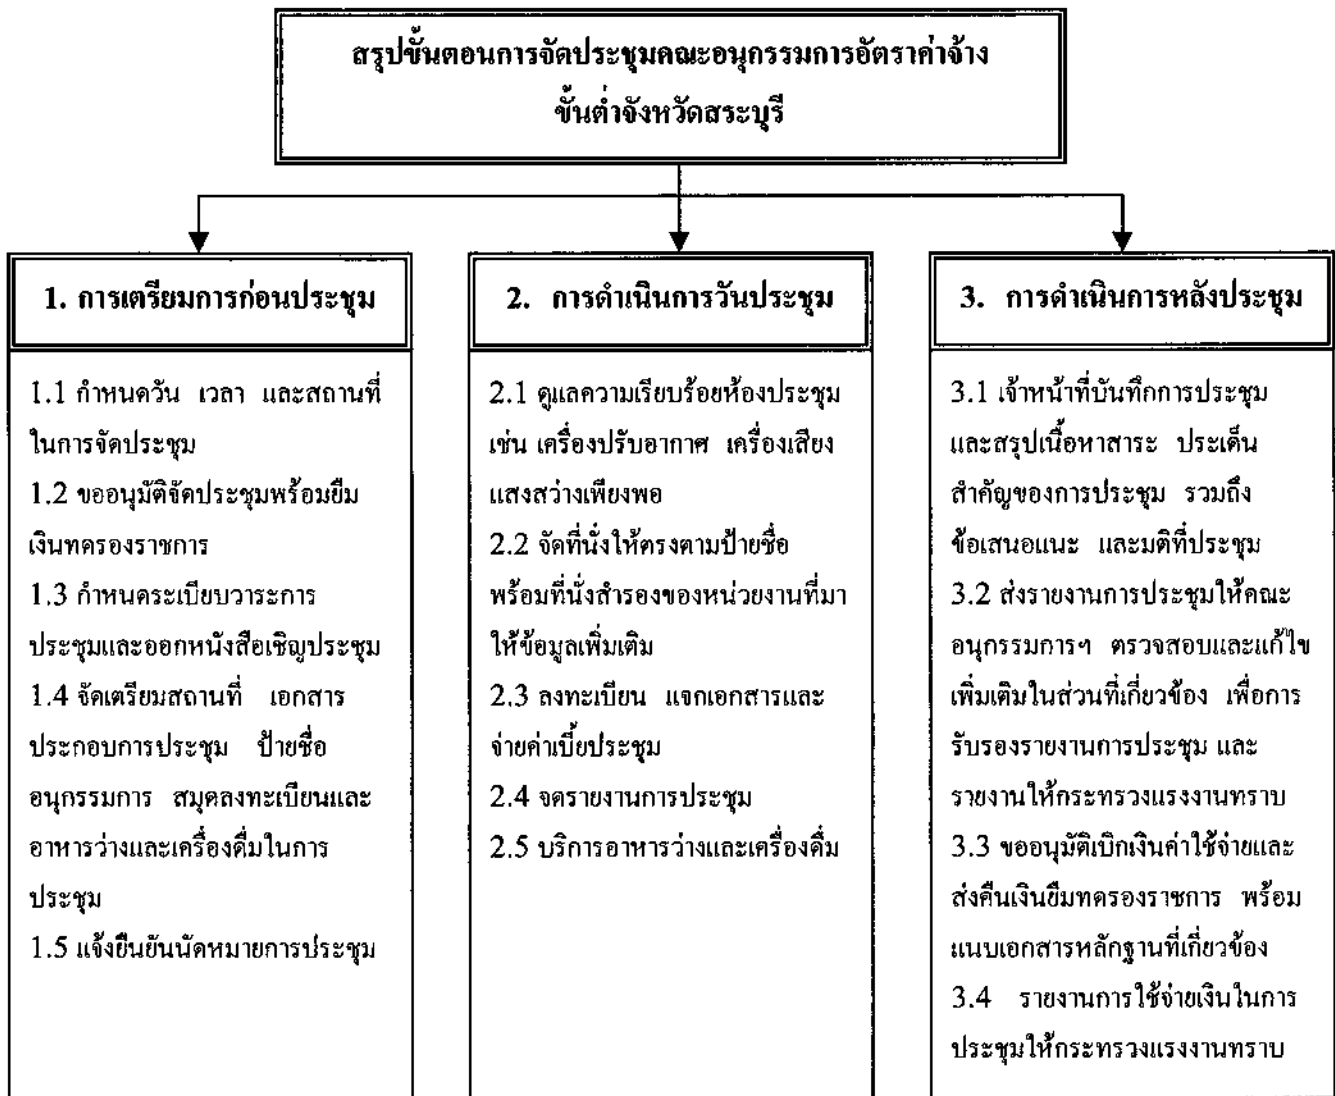 สรุปขั้นตอนการจัดประชุมคณะอนุกรรมการอัตราค่าจ้าง
ขั้นต่ำจังหวัดสระบุรี
1. การเตรียมการก่อนประชุม
1.1 กำหนดวัน เวลา และสถานที่
ในการจัดประชุม
1.2 ขออนุมัติจัดประชุมพร้อมยืม
เงินทดรองราชการ
1.3 กำหนดระเบียบวาระการ
ประชุมและออกหนังสือเชิญประชุม
1.4 จัดเตรียมสถานที่ เอกสาร
ประกอบการประชุม ป้ายชื่อ
อนุกรรมการ สมุดลงทะเบียนและ
อาหารว่างและเครื่องดื่มในการ
ประชุม
1.5 แจ้งยืนยันนัดหมายการประชุม
2. การดำเนินการวันประชุม
2.1 ดูแลความเรียบร้อยห้องประชุม
เช่น เครื่องปรับอากาศ เครื่องเสียง
แสงสว่างเพียงพอ
2.2 จัดที่นั่งให้ตรงตามป้ายชื่อ
พร้อมที่นั่งสำรองของหน่วยงานที่มา
ให้ข้อมูลเพิ่มเติม
2.3 ลงทะเบียน แจกเอกสารและ
จ่ายค่าเบี้ยประชุม
2.4 จดรายงานการประชุม
2.5 บริการอาหารว่างและเครื่องดื่ม
3. การดำเนินการหลังประชุม
3.1 เจ้าหน้าที่บันทึกการประชุม
และสรุปเนื้อหาสาระ ประเด็น
สำคัญของการประชุม รวมถึง
ข้อเสนอแนะ และมติที่ประชุม
3.2 ส่งรายงานการประชุมให้คณะ
อนุกรรมการฯ ตรวจสอบและแก้ไข
เพิ่มเติมในส่วนที่เกี่ยวข้อง เพื่อการ
รับรองรายงานการประชุม และ
รายงานให้กระทรวงแรงงานทราบ
3.3 ขออนุมัติเบิกเงินค่าใช้จ่ายและ
ส่งคืนเงินยืมทดรองราชการ พร้อม
แนบเอกสารหลักฐานที่เกี่ยวข้อง
3.4 รายงานการใช้จ่ายเงินในการ
ประชุมให้กระทรวงแรงงานทราบ